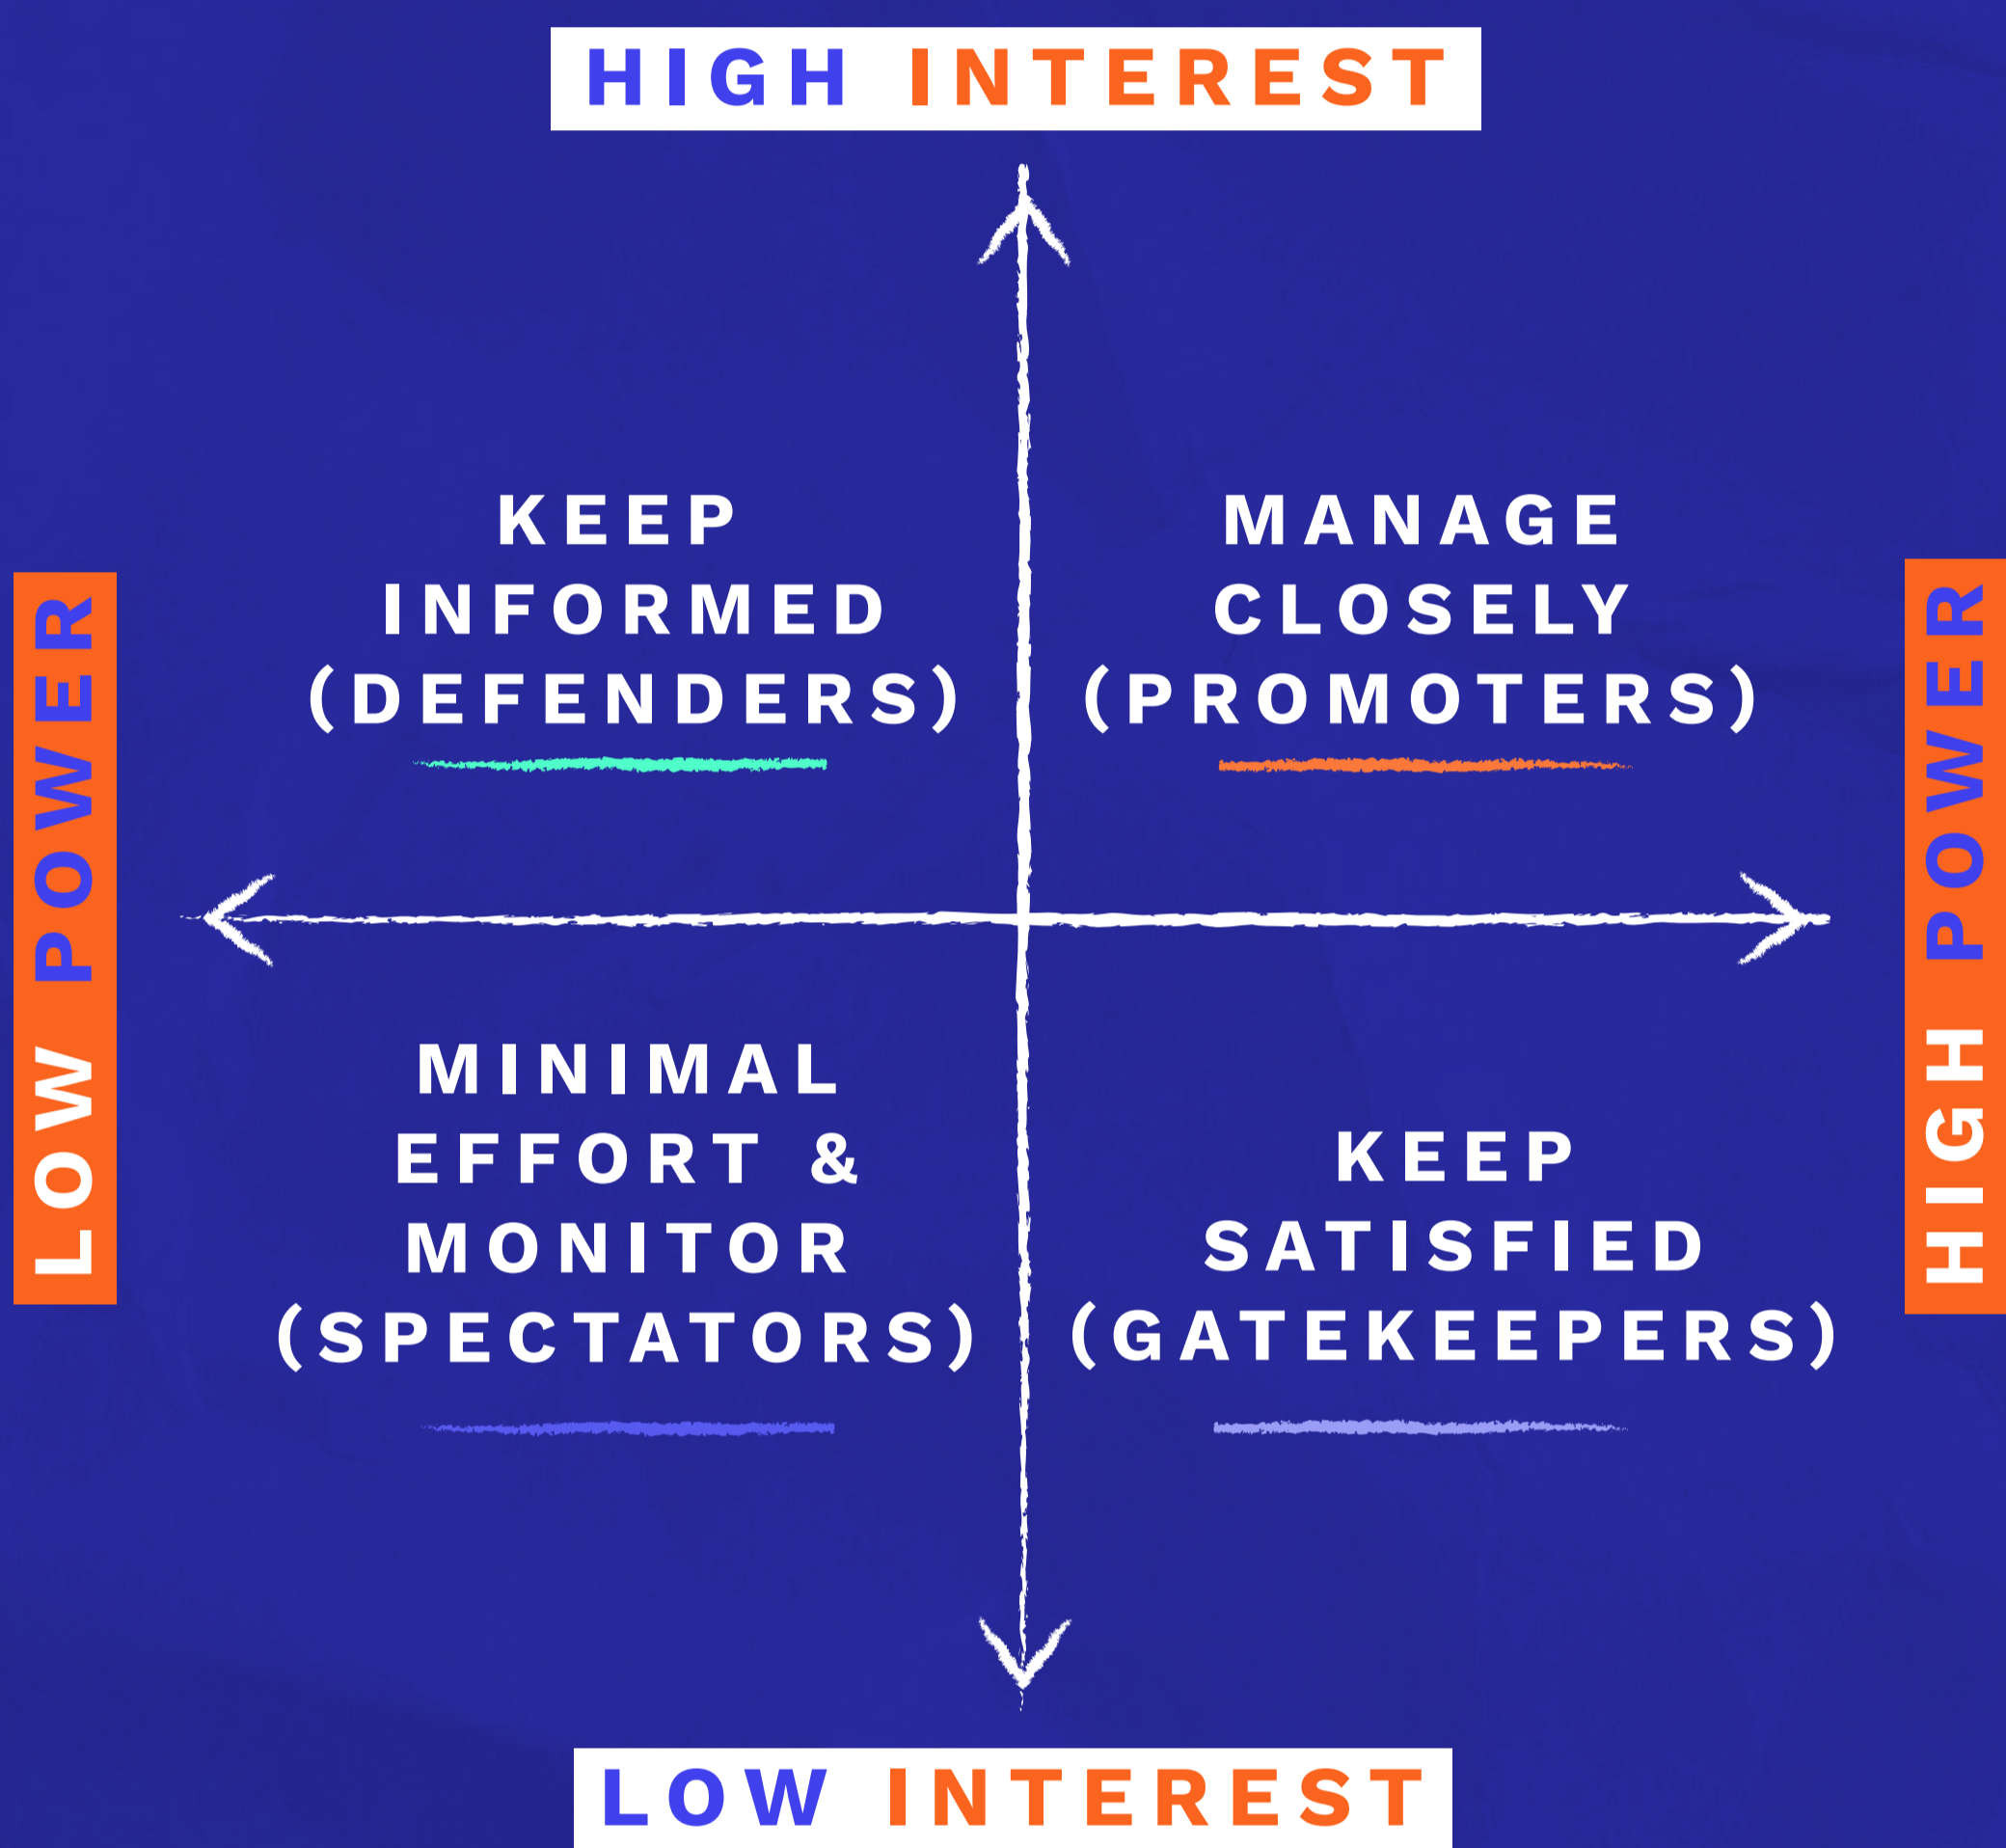 HIGH INTEREST
KEEP
INFORMED
(DEFENDERS)
MANAGE
CLOSELY
(PROMOTERS)
LOW POWER
HIGH POWER
MINIMAL
EFFORT &
MONITOR
(SPECTATORS)
KEEP
SATISFIED
(GATEKEEPERS)
LOW INTEREST